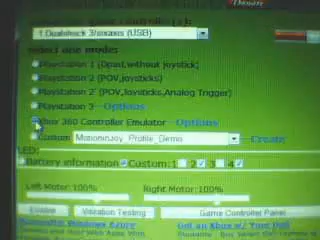 1.Dualshock 3/sixaxis (USB)
Select one mode:
Playstation 1 (Dpad,without joystick)
Playstation 2 (POV,joysticks)
Playstation 2 (POV,joysticks,Analog Trigger)
Playstation 3 Options
Xbox 360 Controller Emulator Options
Custom MotioninJoy_Profile_Demo Create
LED:
Battery information Custom: 1 2 3 4
Left Motor: 100% Right Motor: 100%
Enable Vibration Testing Game Controller Panel